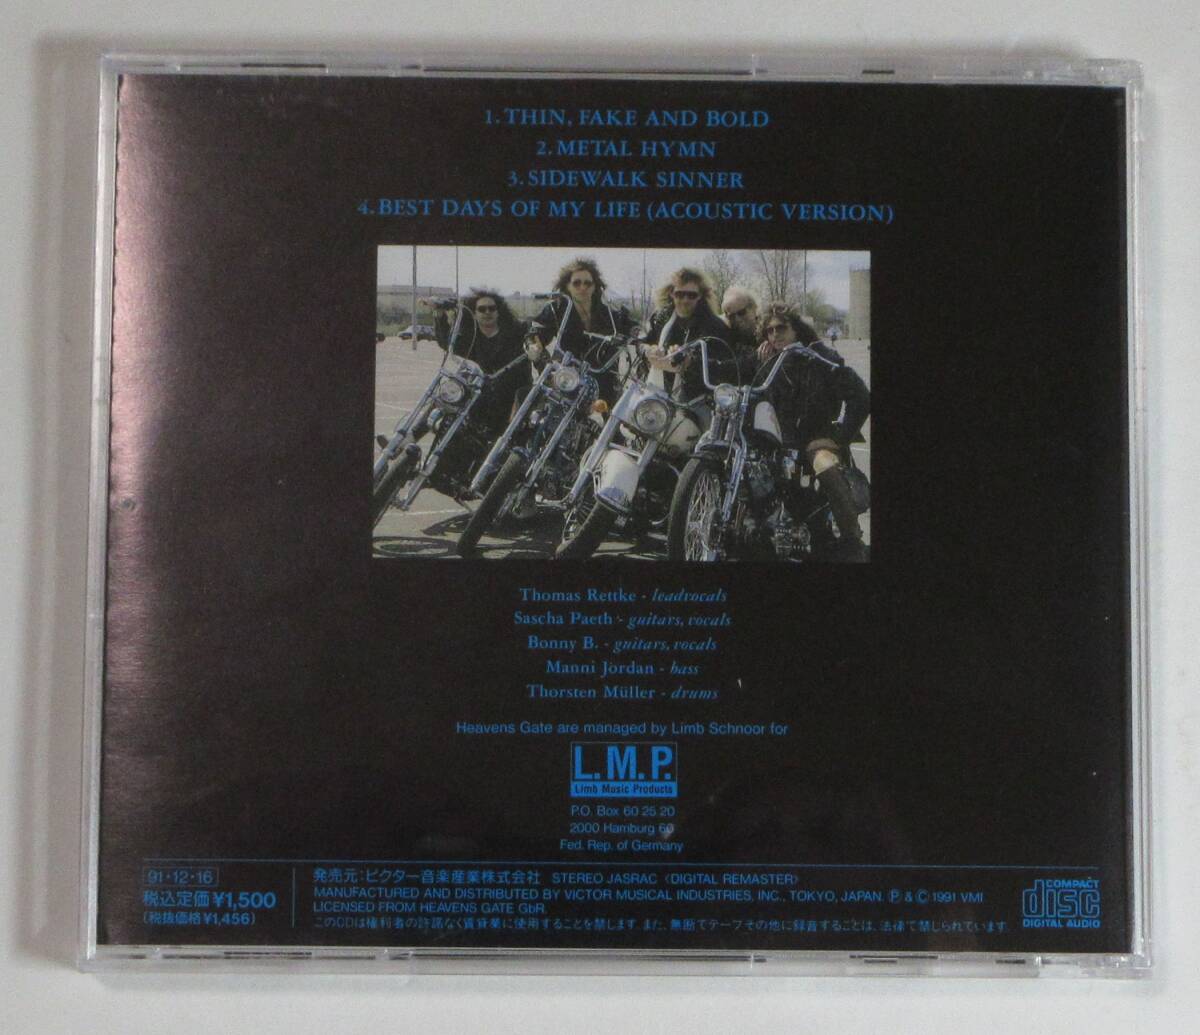 1. THIN, FAKE AND BOLD
2. METAL HYMN
3. SIDEWALK SINNER
4. BEST DAYS OF MY LIFE (ACOUSTIC VERSION)
Thomas Rettke - leadvocals
Sascha Paeth - guitars, vocals
Bonny B. - guitars, vocals
Manni Jordan - bass
Thorsten Müller - drums
Heavens Gate are managed by Limb Schnoor for
L.M.P.
Limb Music Products
P.O. Box 60 25 20
2000 Hamburg 60
Fed. Rep. of Germany
91・12・16
税込定価¥1,500
(税抜価格¥1,456)
発売元:ビクター音楽産業株式会社 STEREO JASRAC 〈DIGITAL REMASTER〉
MANUFACTURED AND DISTRIBUTED BY VICTOR MUSICAL INDUSTRIES, INC., TOKYO, JAPAN. Ⓟ & Ⓒ 1991 VMI
LICENSED FROM HEAVENS GATE GbR.
このCDは権利者の許諾なく賃貸業に使用することを禁じます。また、無断でテープその他に録音することは、法律で禁じられています。
COMPACT
disc
DIGITAL AUDIO